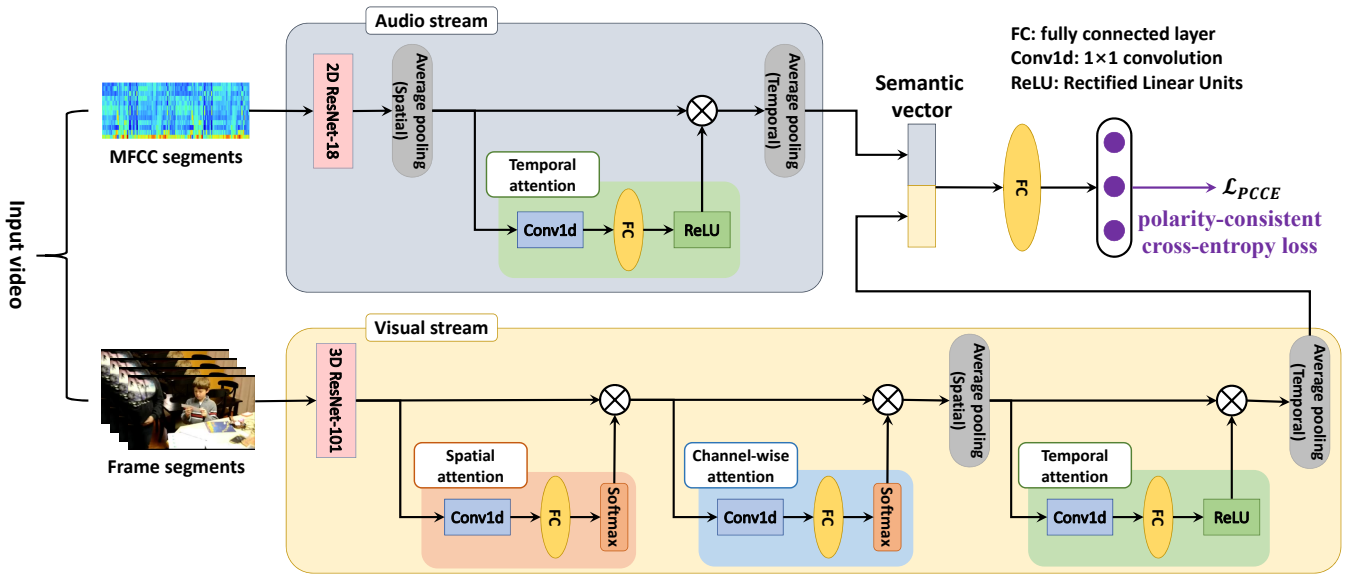 Input video
MFCC segments
Frame segments
Audio stream
2D ResNet-18
Average pooling
(Spatial)
Temporal
attention
Conv1d
FC
ReLU
Average pooling
(Temporal)
Semantic
vector
FC
FC: fully connected layer
Conv1d: 1×1 convolution
ReLU: Rectified Linear Units
ℒ_PCCE
polarity-consistent
cross-entropy loss
Visual stream
3D ResNet-101
Spatial
attention
Conv1d
FC
Softmax
Channel-wise
attention
Conv1d
FC
Softmax
Average pooling
(Spatial)
Temporal
attention
Conv1d
FC
ReLU
Average pooling
(Temporal)